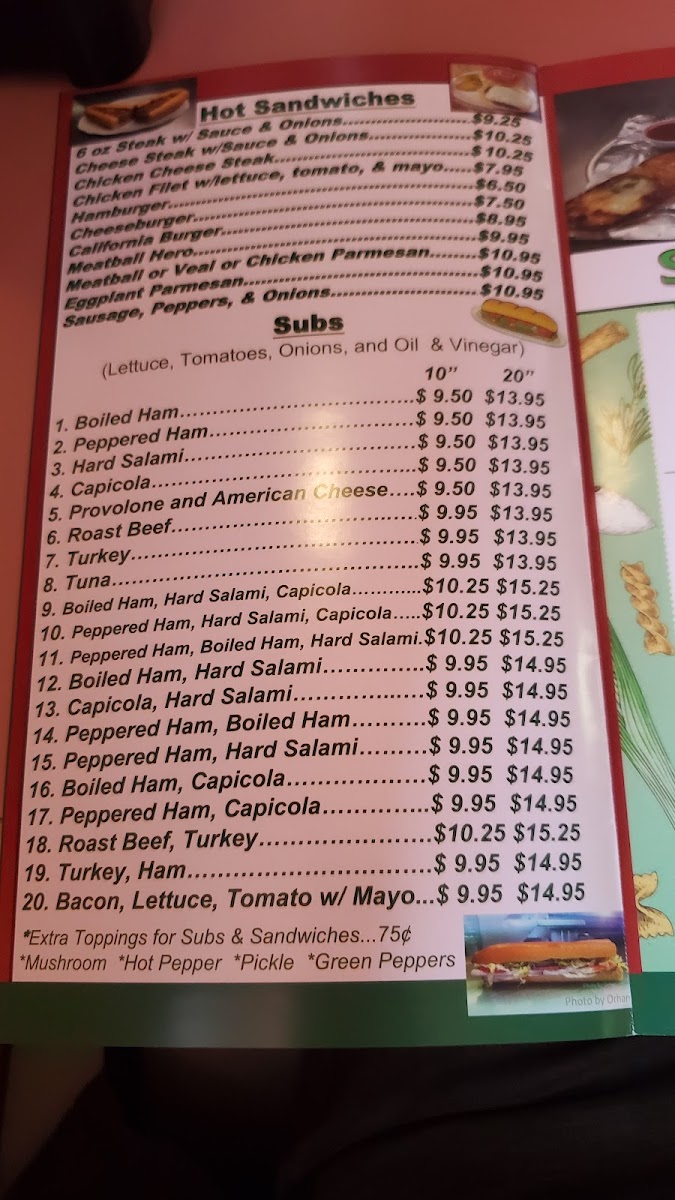 Hot Sandwiches
6 oz Steak w/ Sauce & Onions.....................$9.25
Cheese Steak w/Sauce & Onions..................$10.25
Chicken Cheese Steak..................................$10.25
Chicken Filet w/lettuce, tomato, & mayo.....$7.95
Hamburger....................................................$6.50
Cheeseburger................................................$7.50
California Burger...........................................$8.95
Meatball Hero................................................$9.95
Meatball or Veal or Chicken Parmesan........$10.95
Eggplant Parmesan.......................................$10.95
Sausage, Peppers, & Onions.........................$10.95
Subs
(Lettuce, Tomatoes, Onions, and Oil & Vinegar)
10” 20”
1. Boiled Ham....................................$ 9.50 $13.95
2. Peppered Ham...............................$ 9.50 $13.95
3. Hard Salami...................................$ 9.50 $13.95
4. Capicola........................................$ 9.50 $13.95
5. Provolone and American Cheese....$ 9.50 $13.95
6. Roast Beef.....................................$ 9.95 $13.95
7. Turkey...........................................$ 9.95 $13.95
8. Tuna..............................................$ 9.95 $13.95
9. Boiled Ham, Hard Salami, Capicola............$10.25 $15.25
10. Peppered Ham, Hard Salami, Capicola.....$10.25 $15.25
11. Peppered Ham, Boiled Ham, Hard Salami.$10.25 $15.25
12. Boiled Ham, Hard Salami..............$ 9.95 $14.95
13. Capicola, Hard Salami..................$ 9.95 $14.95
14. Peppered Ham, Boiled Ham..........$ 9.95 $14.95
15. Peppered Ham, Hard Salami.........$ 9.95 $14.95
16. Boiled Ham, Capicola...................$ 9.95 $14.95
17. Peppered Ham, Capicola..............$ 9.95 $14.95
18. Roast Beef, Turkey.......................$10.25 $15.25
19. Turkey, Ham.................................$ 9.95 $14.95
20. Bacon, Lettuce, Tomato w/ Mayo...$ 9.95 $14.95
*Extra Toppings for Subs & Sandwiches...75¢
*Mushroom *Hot Pepper *Pickle *Green Peppers
Photo by Orhan